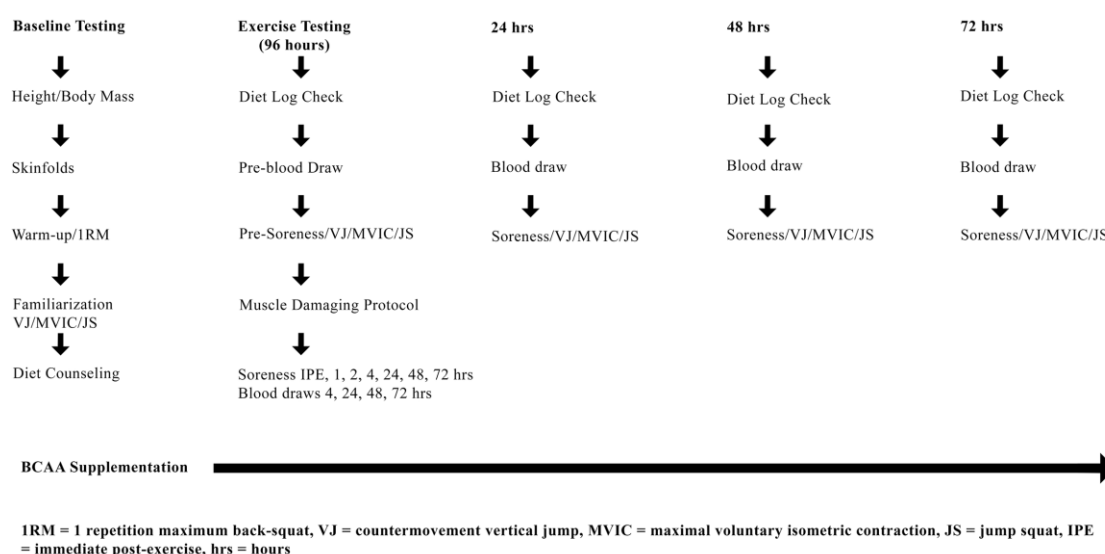 Baseline Testing
Height/Body Mass
Skinfolds
Warm-up/1RM
Familiarization
VJ/MVIC/JS
Diet Counseling
Exercise Testing
(96 hours)
Diet Log Check
Pre-blood Draw
Pre-Soreness/VJ/MVIC/JS
Muscle Damaging Protocol
Soreness IPE, 1, 2, 4, 24, 48, 72 hrs
Blood draws 4, 24, 48, 72 hrs
24 hrs
Diet Log Check
Blood draw
Soreness/VJ/MVIC/JS
48 hrs
Diet Log Check
Blood draw
Soreness/VJ/MVIC/JS
72 hrs
Diet Log Check
Blood draw
Soreness/VJ/MVIC/JS
BCAA Supplementation
1RM = 1 repetition maximum back-squat, VJ = countermovement vertical jump, MVIC = maximal voluntary isometric contraction, JS = jump squat, IPE
= immediate post-exercise, hrs = hours